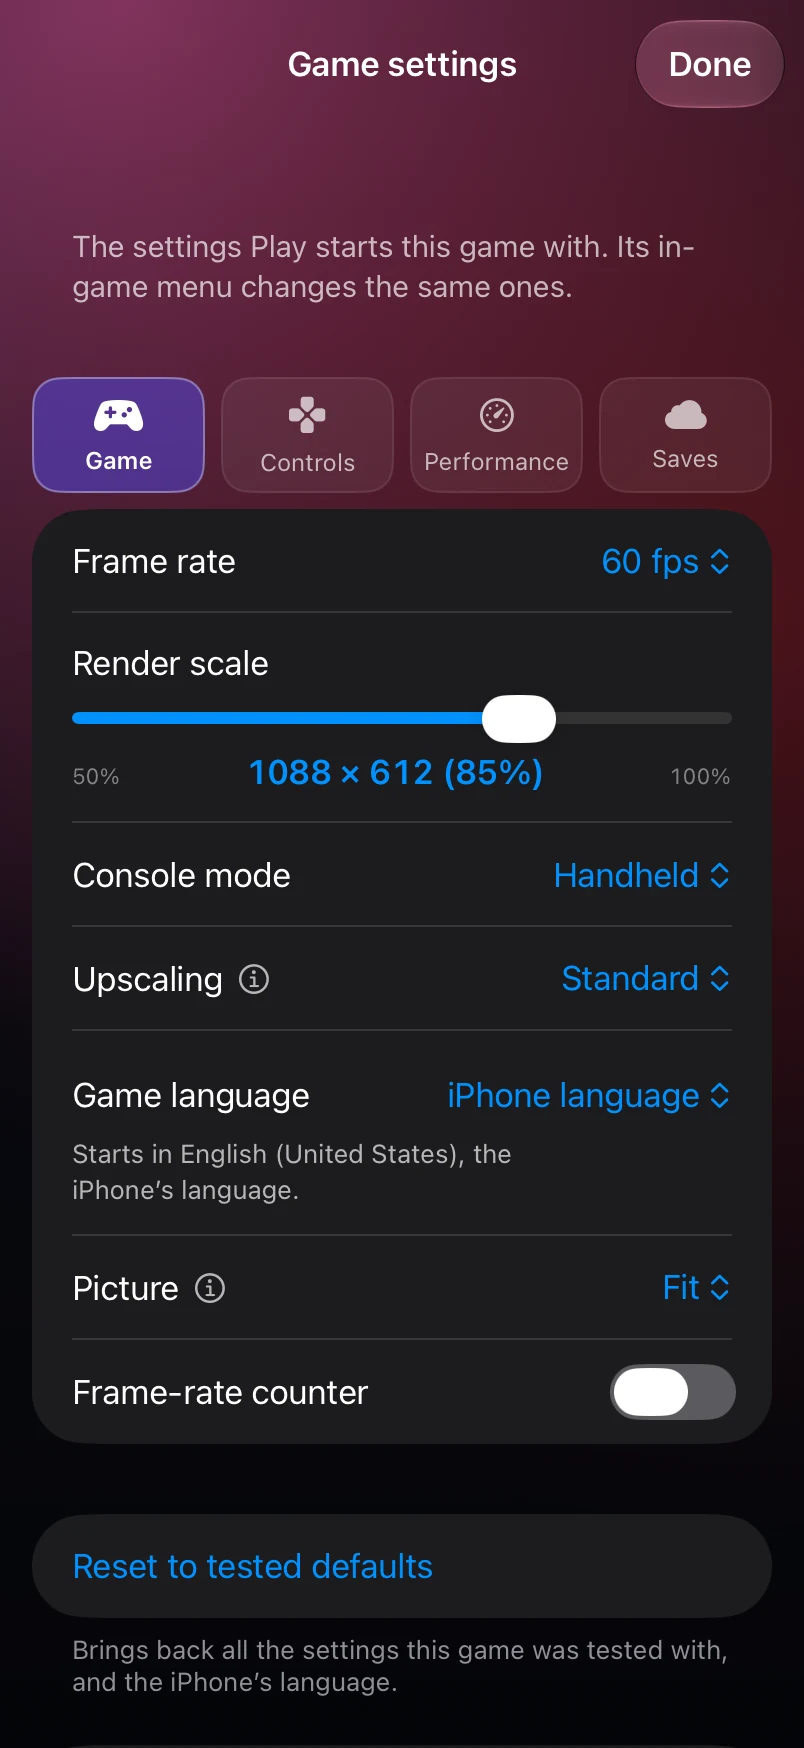 Game settings
Done
The settings Play starts this game with. Its in-
game menu changes the same ones.
Game
Controls
Performance
Saves
Frame rate
60 fps
Render scale
50%
1088 × 612 (85%)
100%
Console mode
Handheld
Upscaling
Standard
Game language
iPhone language
Starts in English (United States), the
iPhone’s language.
Picture
Fit
Frame-rate counter
Reset to tested defaults
Brings back all the settings this game was tested with,
and the iPhone’s language.